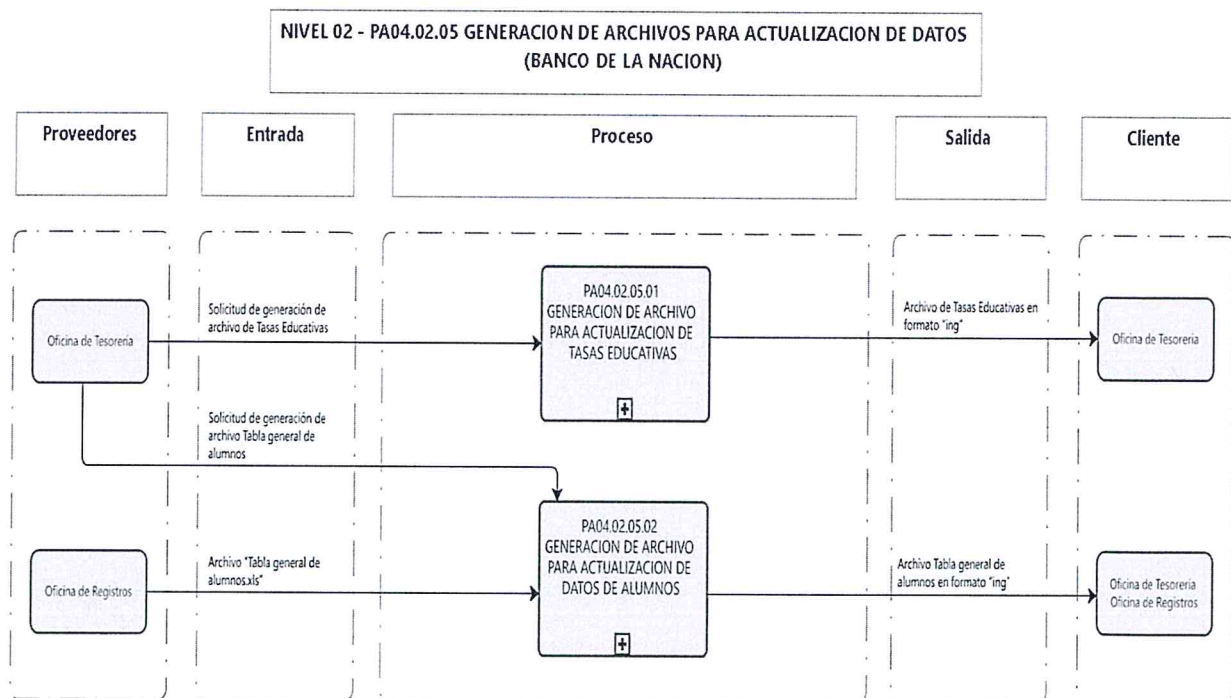 NIVEL 02 - PA04.02.05 GENERACION DE ARCHIVOS PARA ACTUALIZACION DE DATOS
(BANCO DE LA NACION)
Proveedores
Entrada
Proceso
Salida
Cliente
Oficina de Tesorería
Solicitud de generación de
archivo de Tasas Educativas
PA04.02.05.01
GENERACION DE ARCHIVO
PARA ACTUALIZACION DE
TASAS EDUCATIVAS
Archivo de Tasas Educativas en
formato "ing"
Oficina de Tesorería
Solicitud de generación de
archivo Tabla general de
alumnos
Oficina de Registros
Archivo "Tabla general de
alumnos.xls"
PA04.02.05.02
GENERACION DE ARCHIVO
PARA ACTUALIZACION DE
DATOS DE ALUMNOS
Archivo Tabla general de
alumnos en formato "ing"
Oficina de Tesorería
Oficina de Registros